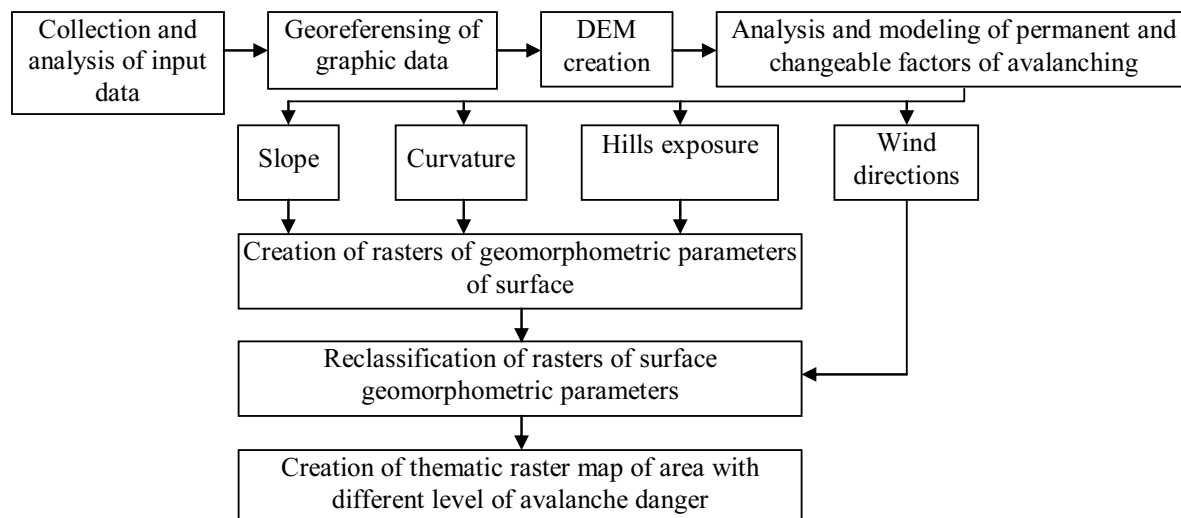 Collection and
analysis of input
data
Georeferensing of
graphic data
DEM
creation
Analysis and modeling of permanent and
changeable factors of avalanching
Slope
Curvature
Hills exposure
Wind
directions
Creation of rasters of geomorphometric parameters
of surface
Reclassification of rasters of surface
geomorphometric parameters
Creation of thematic raster map of area with
different level of avalanche danger